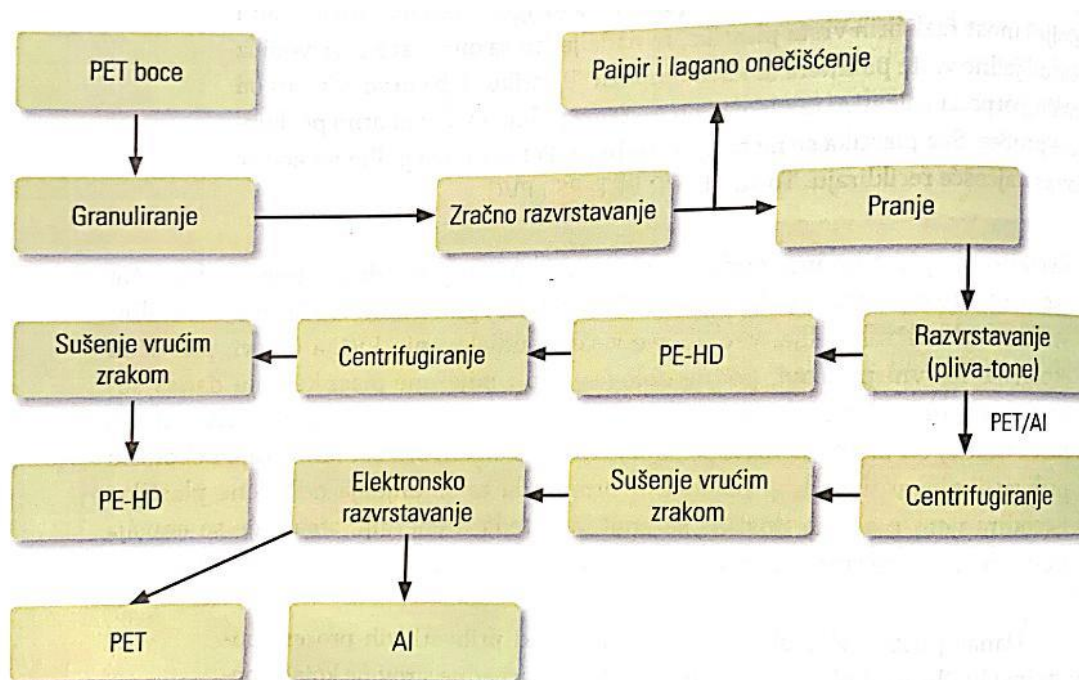 PET boce
Paipir i lagano onečišćenje
Granuliranje
Zračno razvrstavanje
Pranje
Sušenje vrućim
zrakom
Centrifugiranje
PE-HD
Razvrstavanje
(pliva-tone)
PET/Al
PE-HD
Elektronsko
razvrstavanje
Sušenje vrućim
zrakom
Centrifugiranje
PET
Al